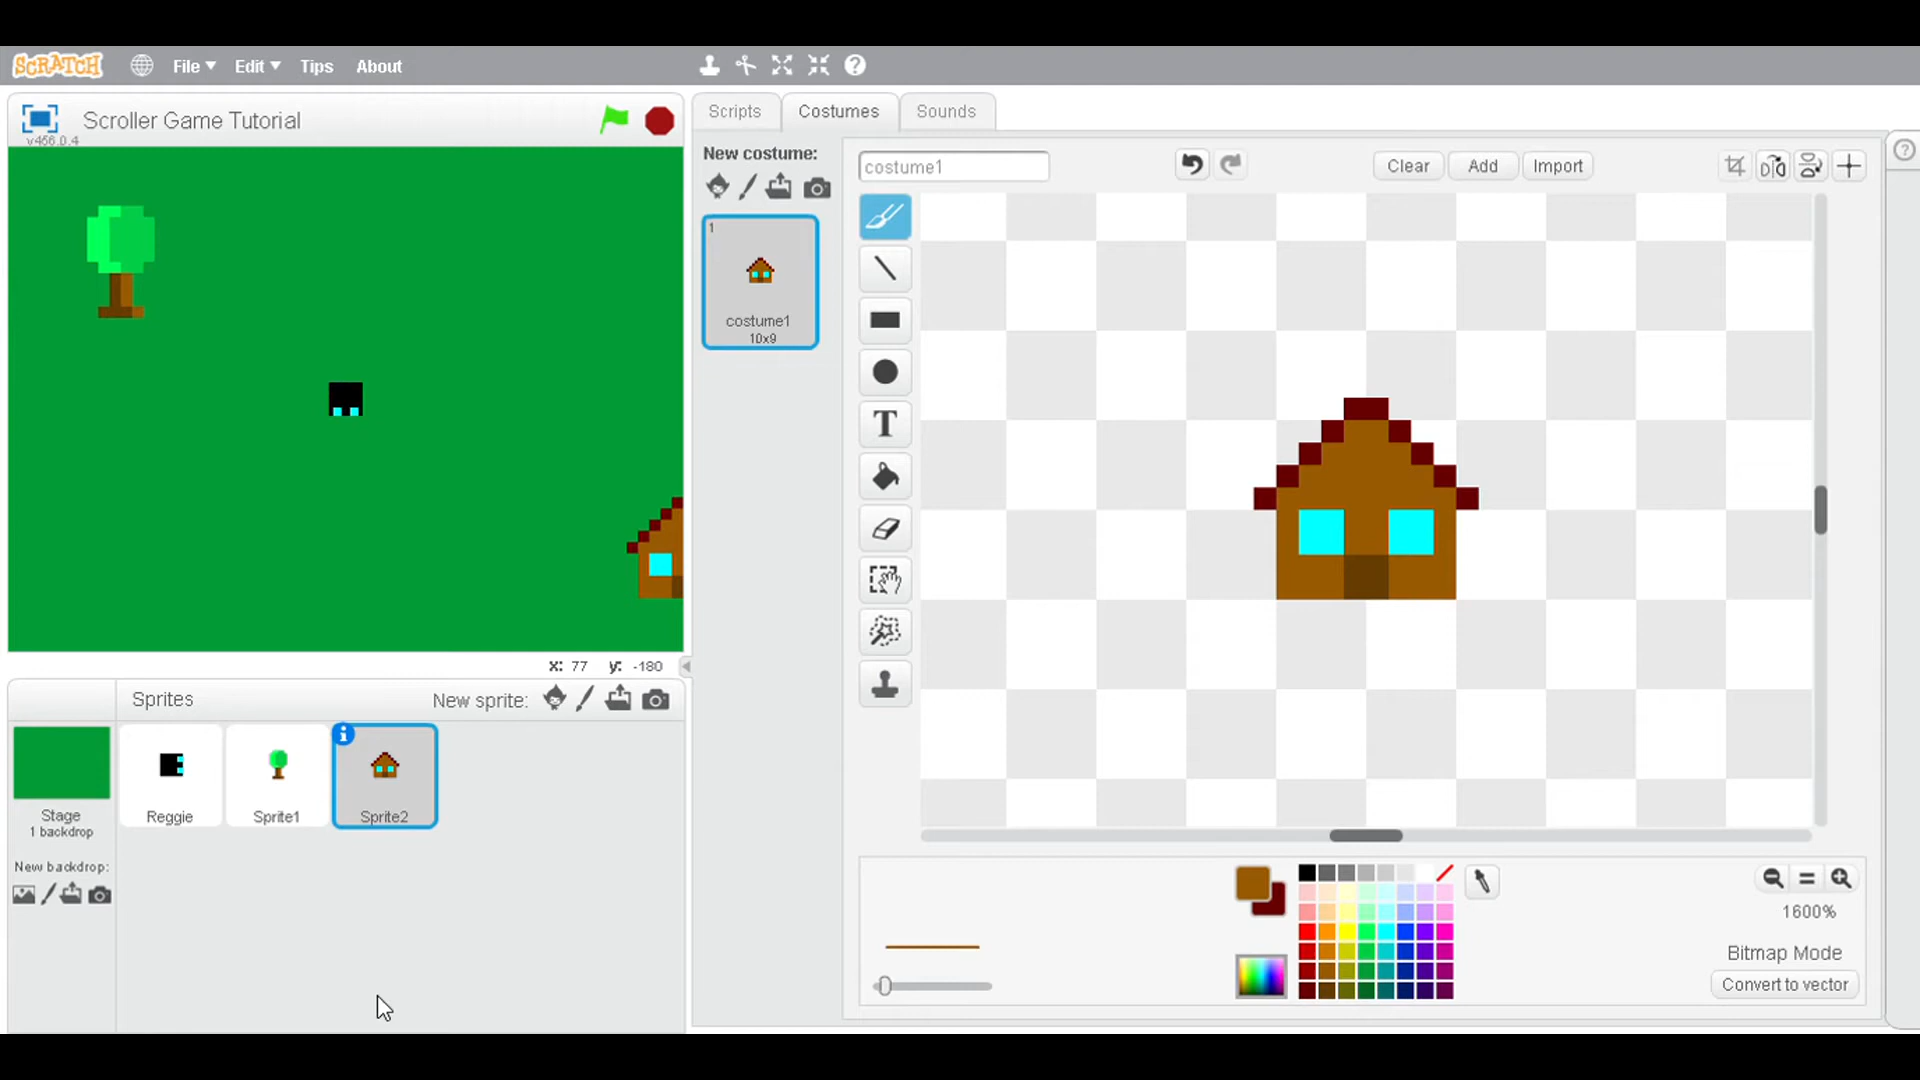 SCRATCH File Edit Tips About
Scroller Game Tutorial
v456.0.4
Scripts Costumes Sounds
New costume:
costume1
Clear Add Import
1
costume1
10x9
T
x: 77 y: -180
Sprites New sprite:
Stage
1 backdrop
New backdrop:
Reggie Sprite1 Sprite2
1600%
Bitmap Mode
Convert to vector